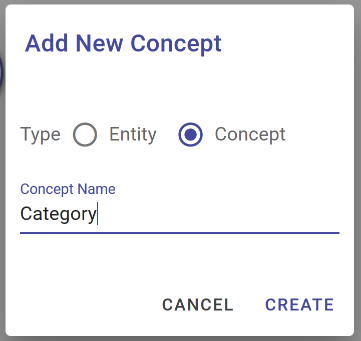 Add New Concept
Type Entity Concept
Concept Name
Category
CANCEL CREATE